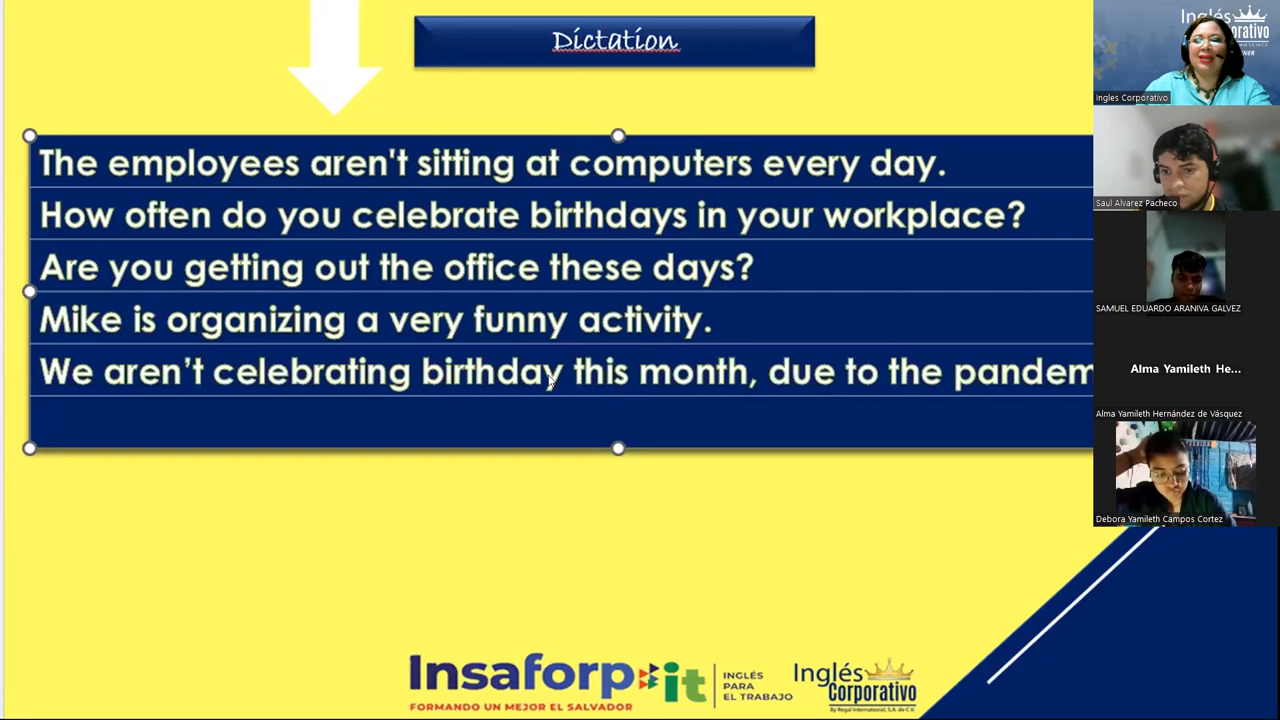 Dictation
The employees aren't sitting at computers every day.
How often do you celebrate birthdays in your workplace?
Are you getting out the office these days?
Mike is organizing a very funny activity.
We aren't celebrating birthday this month, due to the pandem
Insaforp it
FORMANDO UN MEJOR EL SALVADOR
INGLÉS
PARA
EL TRABAJO
Inglés
Corporativo
By Regal International, S.A. de C.V.
Inglés Corporativo
Saul Alvarez Pacheco
SAMUEL EDUARDO ARANIVA GALVEZ
Alma Yamileth He...
Alma Yamileth Hernández de Vásquez
Debora Yamileth Campos Cortez